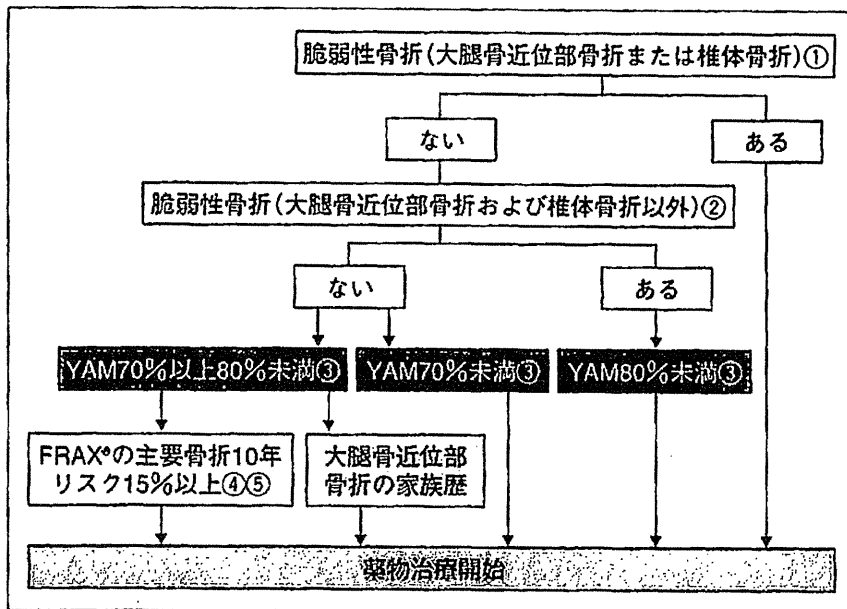 脆弱性骨折(大腿骨近位部骨折または椎体骨折)①
ない
ある
脆弱性骨折(大腿骨近位部骨折および椎体骨折以外)②
ない
ある
YAM70%以上80%未満③
YAM70%未満③
YAM80%未満③
FRAX®の主要骨折10年
リスク15%以上④⑤
大腿骨近位部
骨折の家族歴
薬物治療開始